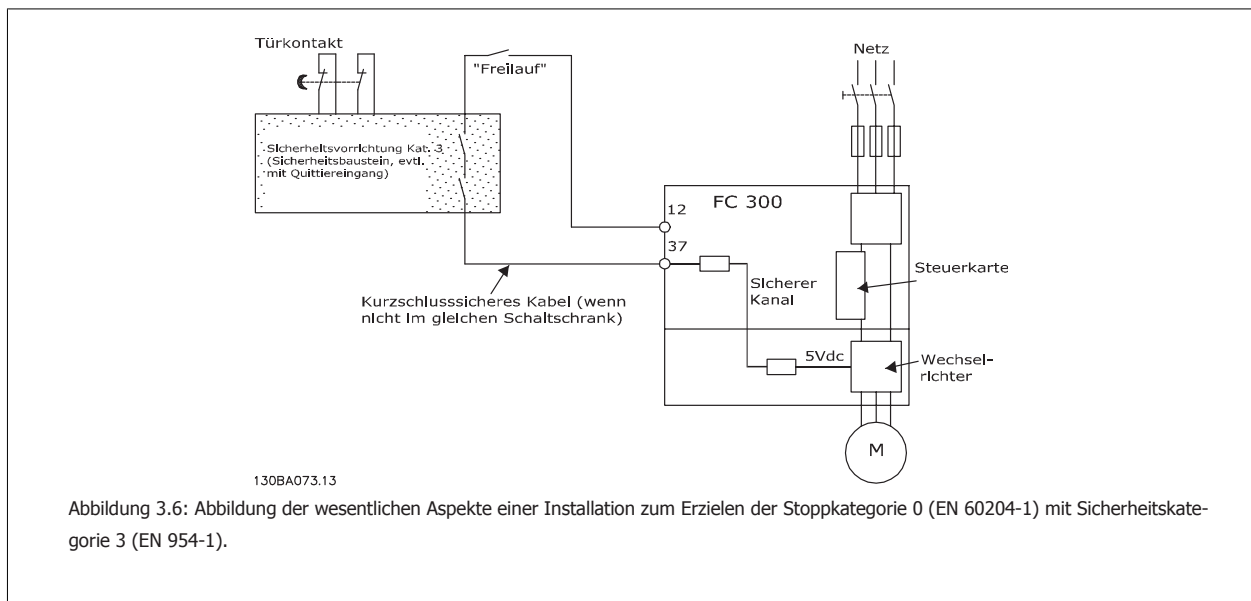 Türkontakt
"Freilauf"
Netz
Sicherheitsvorrichtung Kat. 3
(Sicherheitsbaustein, evtl.
mit Quittiereingang)
12
FC 300
37
Sicherer
Kanal
Steuerkarte
Kurzschlusssicheres Kabel (wenn
nicht im gleichen Schaltschrank)
5Vdc
Wechsel-
richter
M
130BA073.13
Abbildung 3.6: Abbildung der wesentlichen Aspekte einer Installation zum Erzielen der Stoppkategorie 0 (EN 60204-1) mit Sicherheitskate-
gorie 3 (EN 954-1).